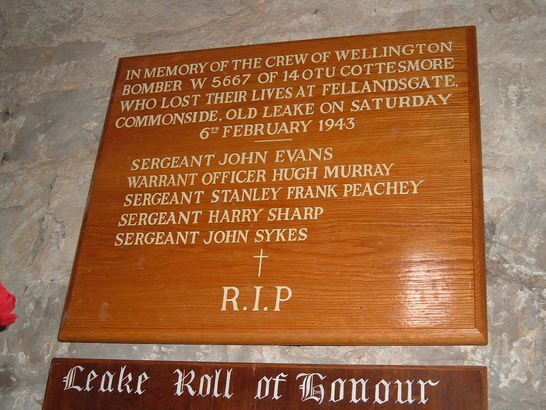 IN MEMORY OF THE CREW OF WELLINGTON
BOMBER W 5667 OF 14 OTU COTTESMORE
WHO LOST THEIR LIVES AT FELLANDSGATE,
COMMONSIDE, OLD LEAKE ON SATURDAY
6TH FEBRUARY 1943
SERGEANT JOHN EVANS
WARRANT OFFICER HUGH MURRAY
SERGEANT STANLEY FRANK PEACHEY
SERGEANT HARRY SHARP
SERGEANT JOHN SYKES
R.I.P
Leake Roll of Honour